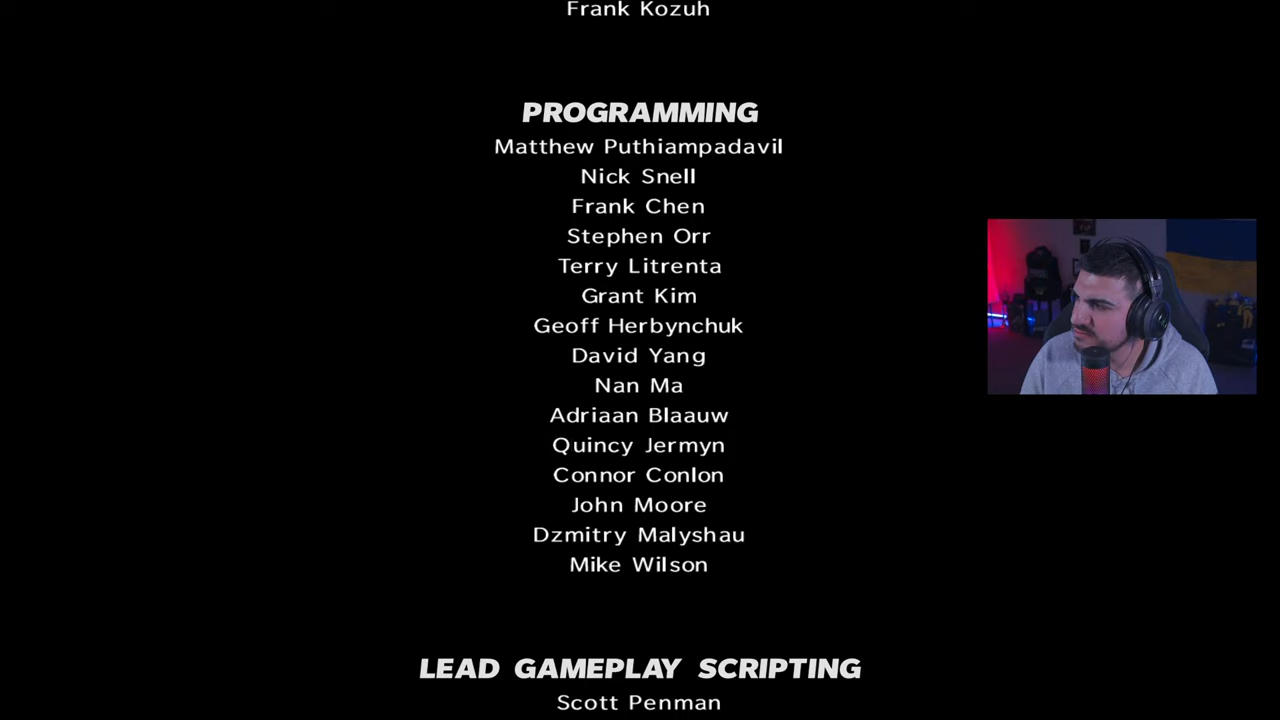 Frank Kozuh
PROGRAMMING
Matthew Puthiampadavil
Nick Snell
Frank Chen
Stephen Orr
Terry Litrenta
Grant Kim
Geoff Herbynchuk
David Yang
Nan Ma
Adriaan Blaauw
Quincy Jermyn
Connor Conlon
John Moore
Dzmitry Malyshau
Mike Wilson
LEAD GAMEPLAY SCRIPTING
Scott Penman